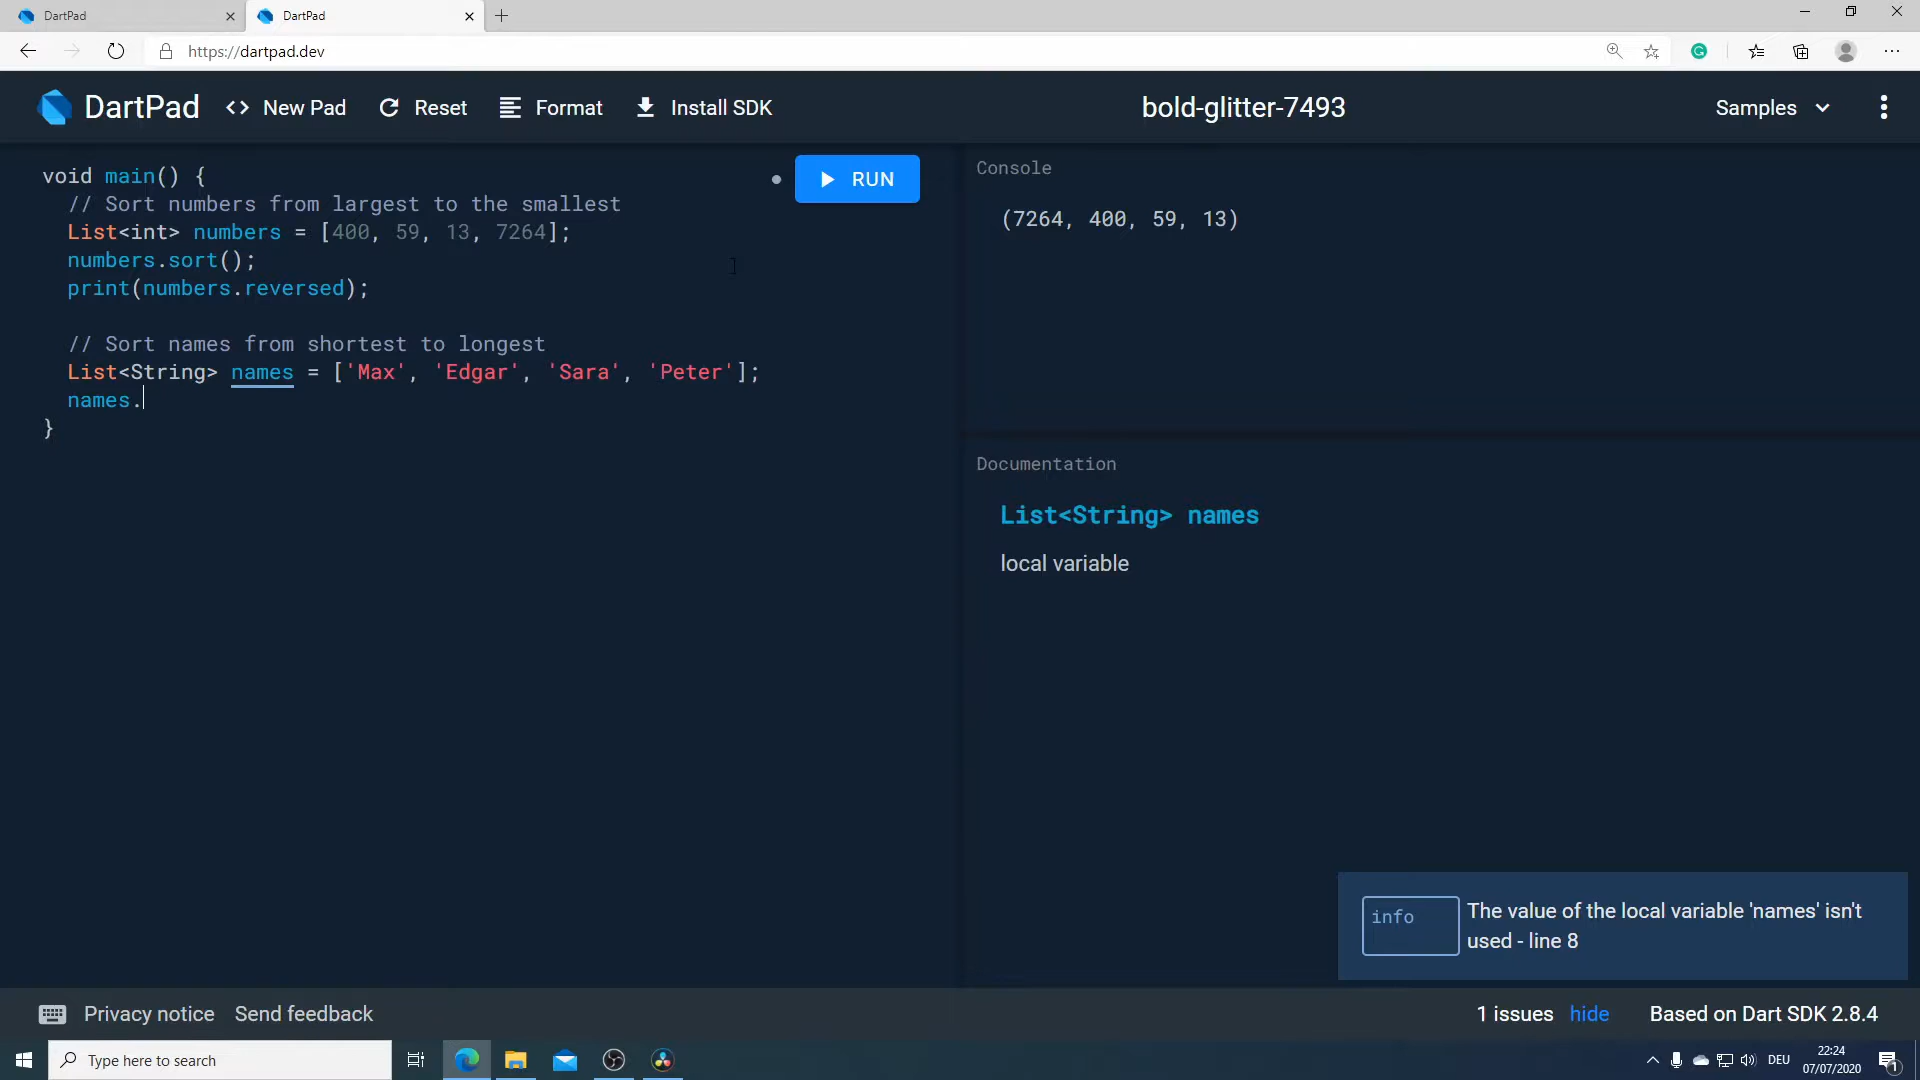 DartPad
DartPad
https://dartpad.dev
DartPad
<> New Pad
Reset
Format
Install SDK
bold-glitter-7493
Samples
void main() {
// Sort numbers from largest to the smallest
List<int> numbers = [400, 59, 13, 7264];
numbers.sort();
print(numbers.reversed);
// Sort names from shortest to longest
List<String> names = ['Max', 'Edgar', 'Sara', 'Peter'];
names.
}
RUN
Console
(7264, 400, 59, 13)
Documentation
List<String> names
local variable
info
The value of the local variable 'names' isn't
used - line 8
Privacy notice
Send feedback
1 issues
hide
Based on Dart SDK 2.8.4
Type here to search
DEU
22:24
07/07/2020
1